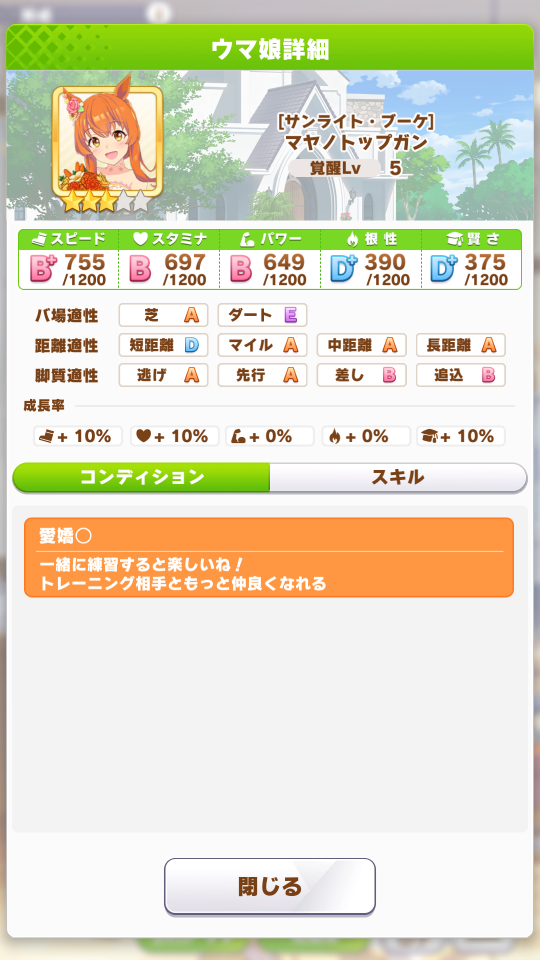 ウマ娘詳細
[サンライト・ブーケ]
マヤノトップガン
覚醒Lv 5
スピード スタミナ パワー 根性 賢さ
B+ 755 /1200 B 697 /1200 B 649 /1200 D+ 390 /1200 D+ 375 /1200
バ場適性 芝 A ダート E
距離適性 短距離 D マイル A 中距離 A 長距離 A
脚質適性 逃げ A 先行 A 差し B 追込 B
成長率
+ 10% + 10% + 0% + 0% + 10%
コンディション スキル
愛嬌○
一緒に練習すると楽しいね!
トレーニング相手ともっと仲良くなれる
閉じる